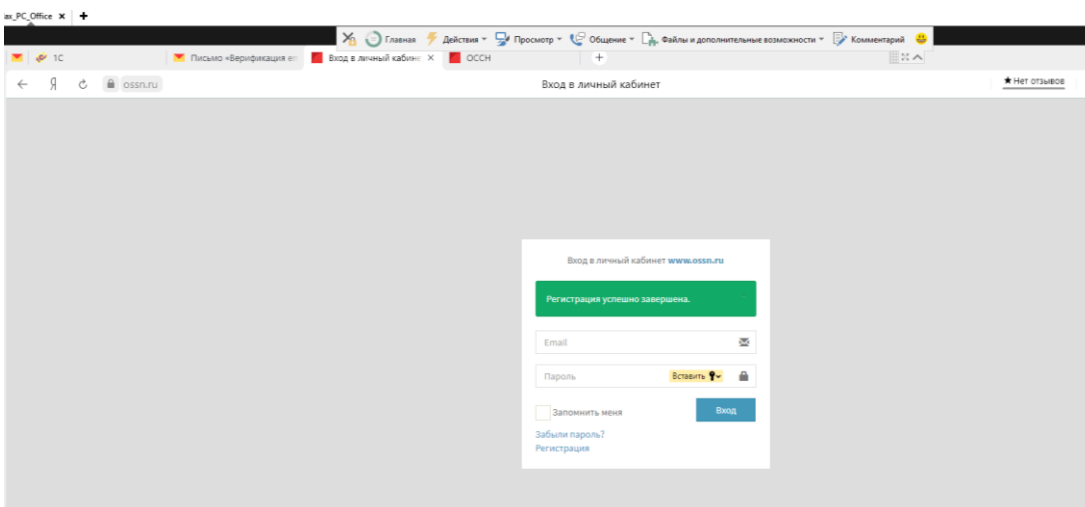 ax_PC_Office × +
Главная Действия Просмотр Общение Файлы и дополнительные возможности Комментарий
1С Письмо «Верификация em Вход в личный кабине × ОССН +
← Я ossn.ru Вход в личный кабинет ★ Нет отзывов
Вход в личный кабинет www.ossn.ru
Регистрация успешно завершена.
Email
Пароль Вставить
Запомнить меня Вход
Забыли пароль?
Регистрация